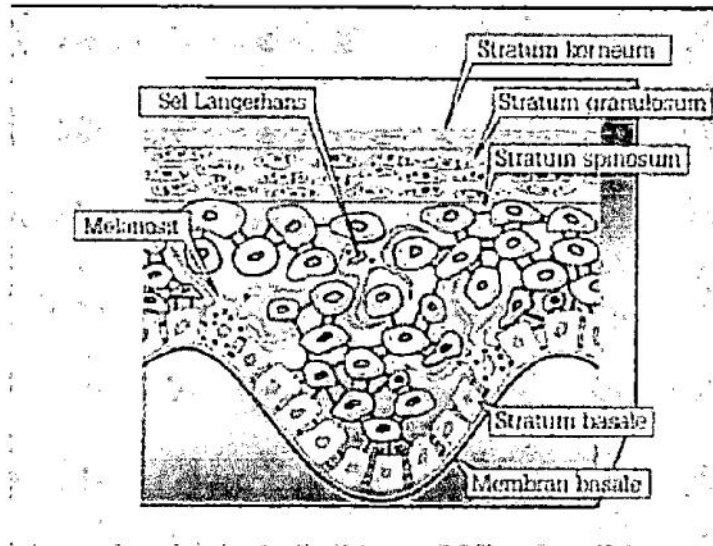 Stratum korneum
Sel Langerhans
Stratum granulosum
Stratum spinosum
Melanosit
Stratum basale
Membran basale